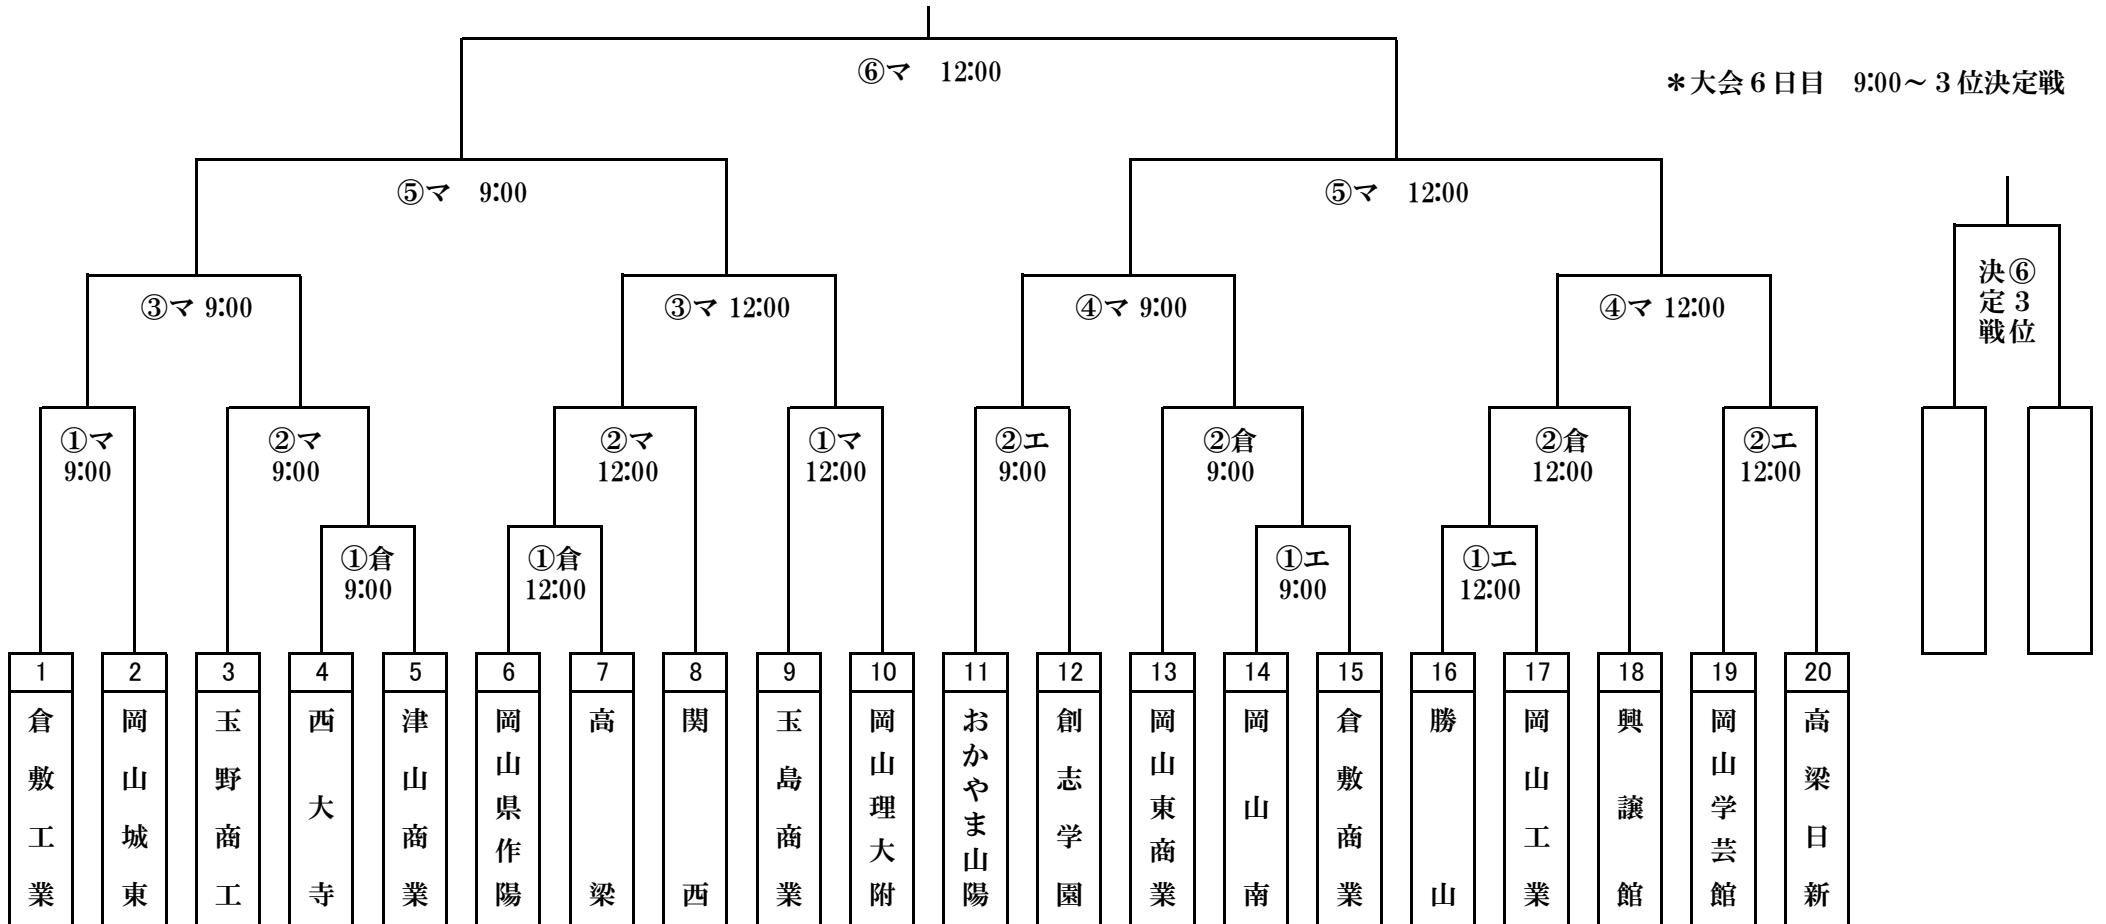 ⑥マ　12:00
＊大会６日目　9:00～３位決定戦
⑤マ　9:00
⑤マ　12:00
③マ 9:00
③マ 12:00
④マ 9:00
④マ 12:00
⑥３位
決定戦
①マ
9:00
②マ
9:00
②マ
12:00
①マ
12:00
②エ
9:00
②倉
9:00
②倉
12:00
②エ
12:00
①倉
9:00
①倉
12:00
①エ
9:00
①エ
12:00
1
倉敷工業
2
岡山城東
3
玉野商工
4
西大寺
5
津山商業
6
岡山県作陽
7
高梁
8
関西
9
玉島商業
10
岡山理大附
11
おかやま山陽
12
創志学園
13
岡山東商業
14
岡山南
15
倉敷商業
16
勝山
17
岡山工業
18
興譲館
19
岡山学芸館
20
高梁日新